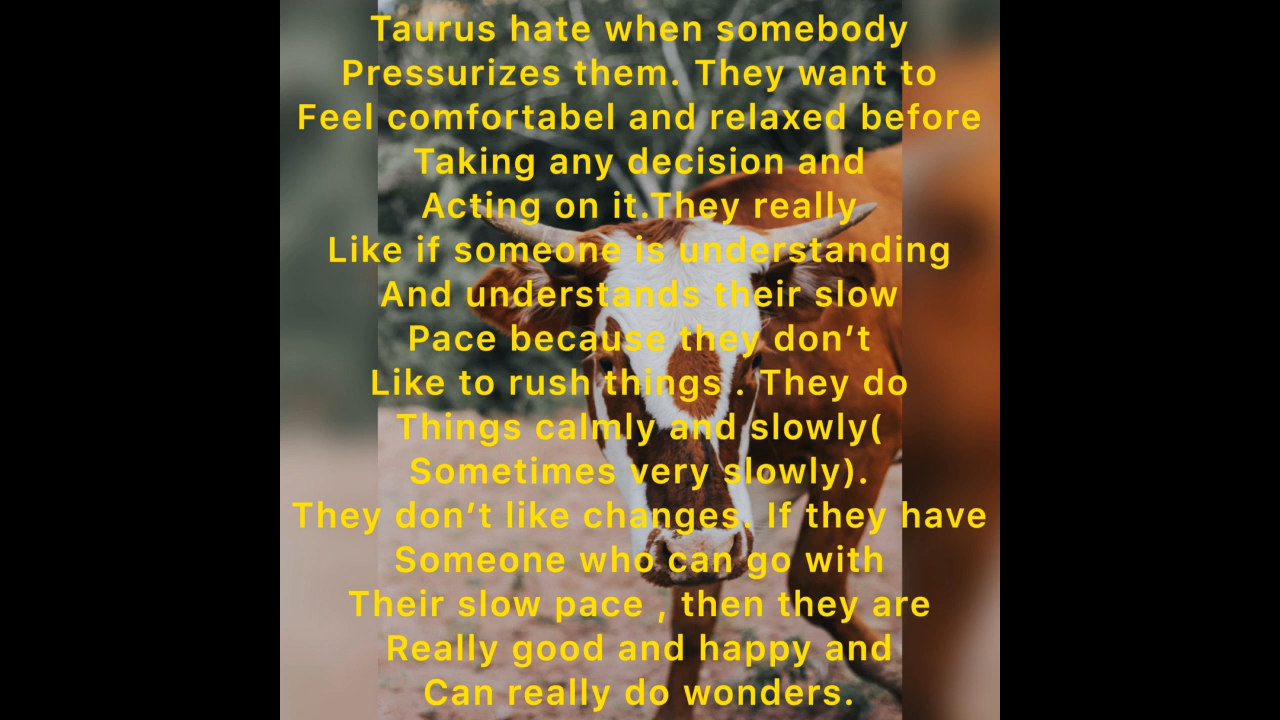 Taurus hate when somebody
Pressurizes them. They want to
Feel comfortabel and relaxed before
Taking any decision and
Acting on it.They really
Like if someone is understanding
And understands their slow
Pace because they don’t
Like to rush things . They do
Things calmly and slowly(
Sometimes very slowly).
They don’t like changes. If they have
Someone who can go with
Their slow pace , then they are
Really good and happy and
Can really do wonders.